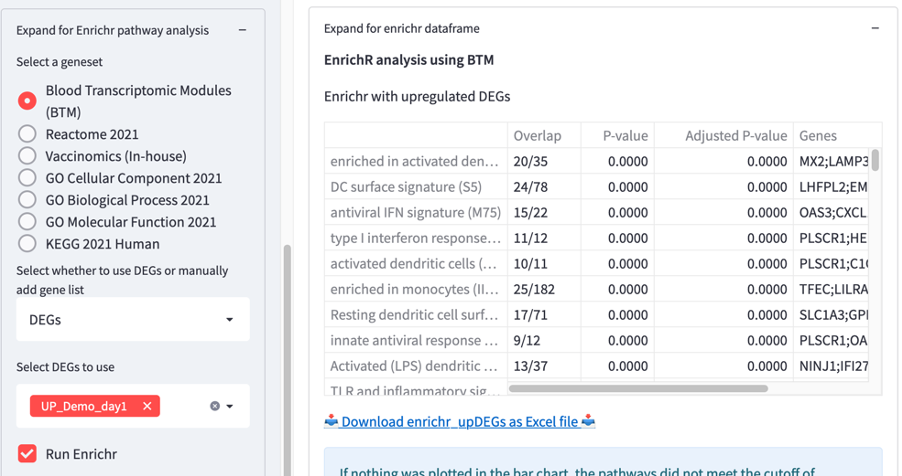 Expand for Enrichr pathway analysis
Select a geneset
Blood Transcriptomic Modules
(BTM)
Reactome 2021
Vaccinomics (In-house)
GO Cellular Component 2021
GO Biological Process 2021
GO Molecular Function 2021
KEGG 2021 Human
Select whether to use DEGs or manually
add gene list
DEGs
Select DEGs to use
UP_Demo_day1
Run Enrichr
Expand for enrichr dataframe
EnrichR analysis using BTM
Enrichr with upregulated DEGs
Overlap P-value Adjusted P-value Genes
enriched in activated den... 20/35 0.0000 0.0000 MX2;LAMP3
DC surface signature (S5) 24/78 0.0000 0.0000 LHFPL2;EM
antiviral IFN signature (M75) 15/22 0.0000 0.0000 OAS3;CXCL
type I interferon response... 11/12 0.0000 0.0000 PLSCR1;HE
activated dendritic cells (... 10/11 0.0000 0.0000 PLSCR1;C1
enriched in monocytes (II... 25/182 0.0000 0.0000 TFEC;LILRA
Resting dendritic cell surf... 17/71 0.0000 0.0000 SLC1A3;GP
innate antiviral response ... 9/12 0.0000 0.0000 PLSCR1;OA
Activated (LPS) dendritic ... 13/37 0.0000 0.0000 NINJ1;IFI27
TLR and inflammatory sig...
Download enrichr_upDEGs as Excel file
If nothing was plotted in the bar chart, the pathways did not meet the cutoff of